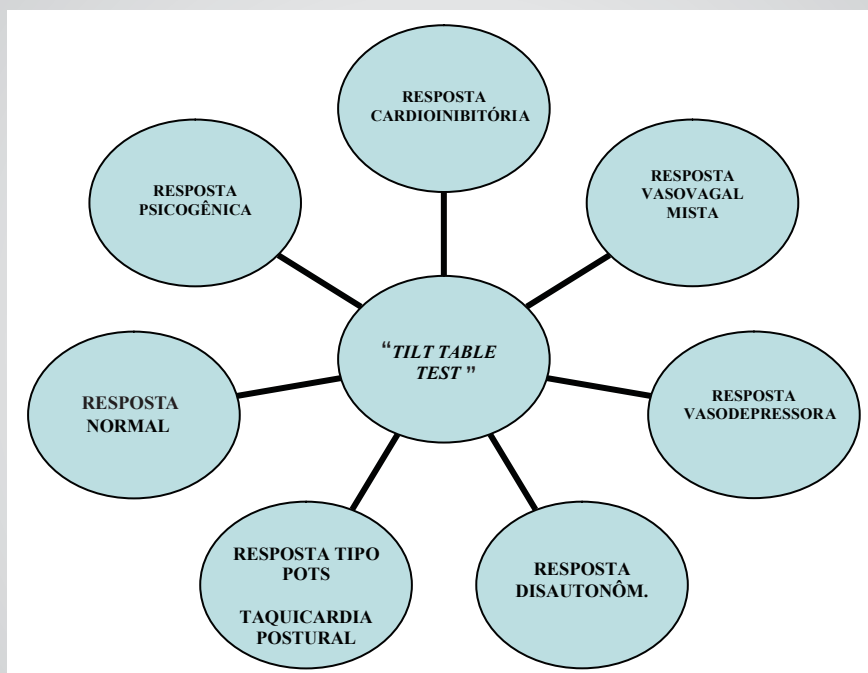 RESPOSTA
CARDIOINIBITÓRIA
RESPOSTA
VASOVAGAL
MISTA
RESPOSTA
PSICOGÊNICA
“TILT TABLE
TEST ”
RESPOSTA
VASODEPRESSORA
RESPOSTA
NORMAL
RESPOSTA TIPO
POTS
TAQUICARDIA
POSTURAL
RESPOSTA
DISAUTONÔM.